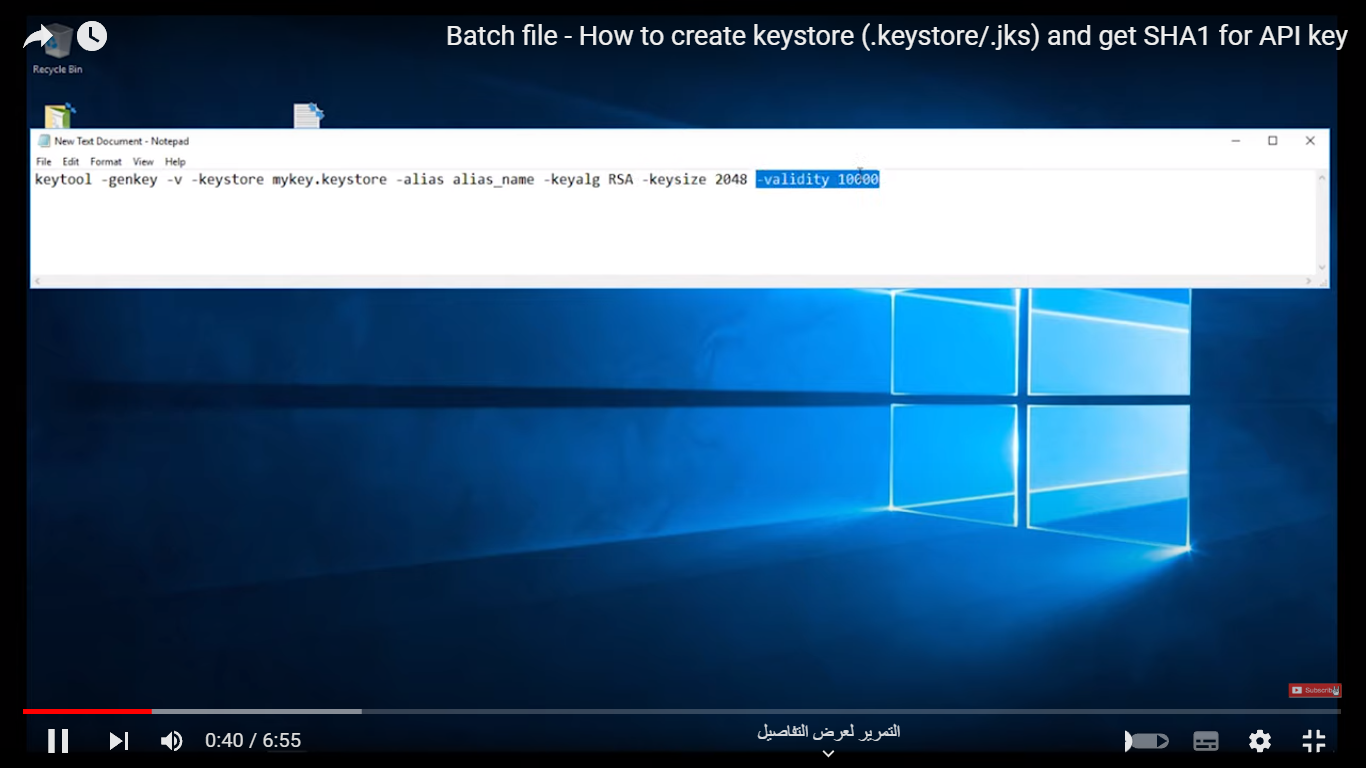 Batch file - How to create keystore (.keystore/.jks) and get SHA1 for API key
Recycle Bin
New Text Document - Notepad
File Edit Format View Help
keytool -genkey -v -keystore mykey.keystore -alias alias_name -keyalg RSA -keysize 2048 -validity 10000
Subscribe
0:40 / 6:55
التمرير لعرض التفاصيل